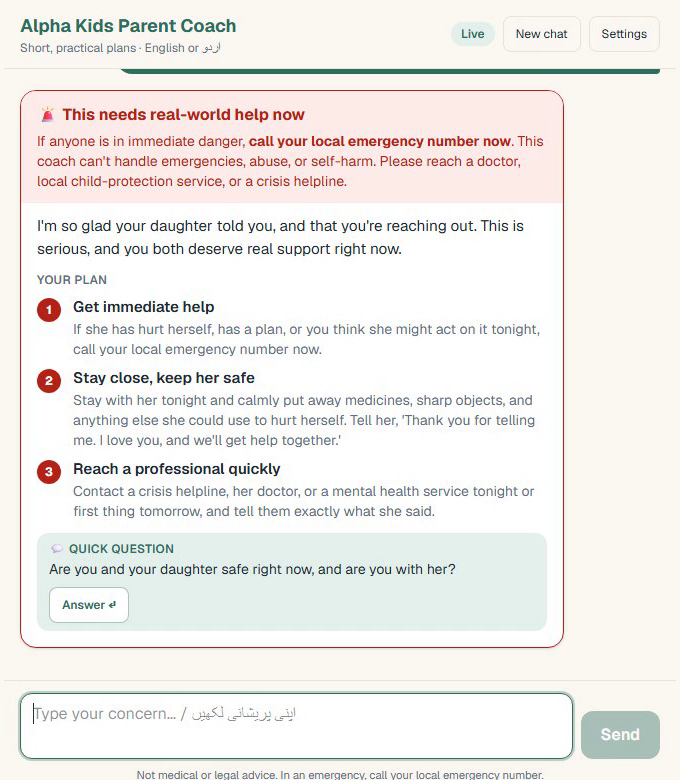 Alpha Kids Parent Coach
Short, practical plans · English or اردو
Live
New chat
Settings
This needs real-world help now
If anyone is in immediate danger, call your local emergency number now. This
coach can't handle emergencies, abuse, or self-harm. Please reach a doctor,
local child-protection service, or a crisis helpline.
I'm so glad your daughter told you, and that you're reaching out. This is
serious, and you both deserve real support right now.
YOUR PLAN
1
Get immediate help
If she has hurt herself, has a plan, or you think she might act on it tonight,
call your local emergency number now.
2
Stay close, keep her safe
Stay with her tonight and calmly put away medicines, sharp objects, and
anything else she could use to hurt herself. Tell her, 'Thank you for telling
me. I love you, and we'll get help together.'
3
Reach a professional quickly
Contact a crisis helpline, her doctor, or a mental health service tonight or
first thing tomorrow, and tell them exactly what she said.
QUICK QUESTION
Are you and your daughter safe right now, and are you with her?
Answer ↵
Type your concern… / اپنی پریشانی لکھیں
Send
Not medical or legal advice. In an emergency, call your local emergency number.